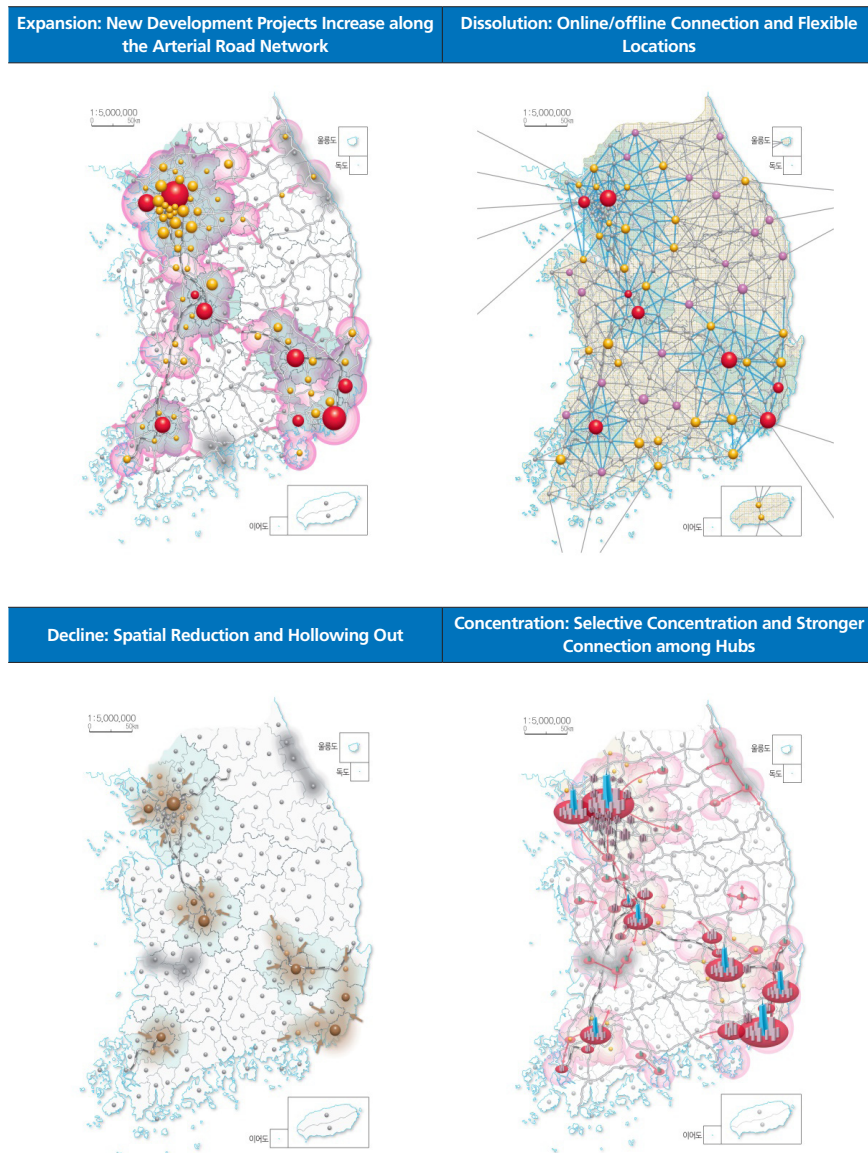 Expansion: New Development Projects Increase along
the Arterial Road Network
Dissolution: Online/offline Connection and Flexible
Locations
1:5,000,000
0 50km
울릉도
독도
이어도
1:5,000,000
0 50km
울릉도
독도
이어도
Decline: Spatial Reduction and Hollowing Out
Concentration: Selective Concentration and Stronger
Connection among Hubs
1:5,000,000
0 50km
울릉도
독도
이어도
1:5,000,000
0 50km
울릉도
독도
이어도